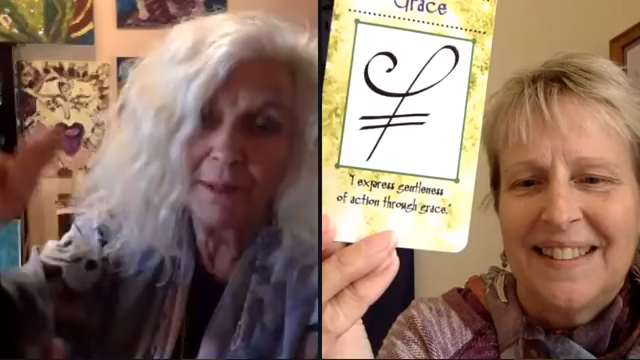 Grace
"I express gentleness
of action through grace."